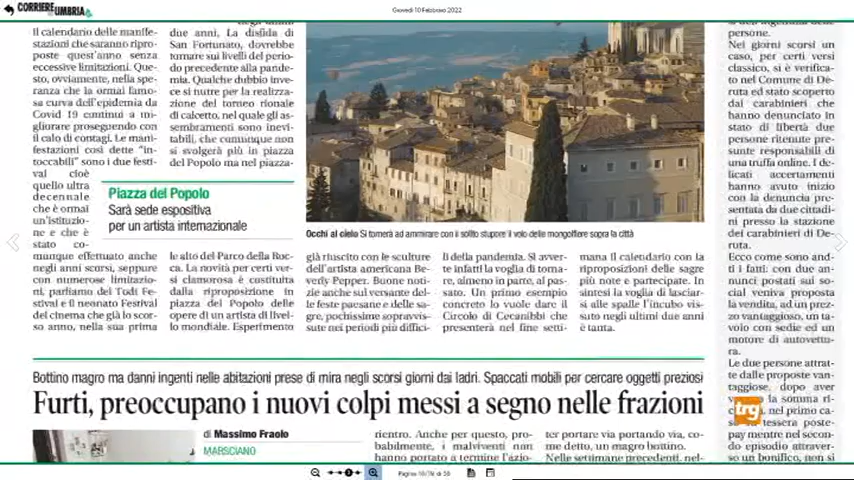 CORRIERE
dell'UMBRIA
Giovedì 10 Febbraio 2022
Il calendario delle manife-
stazioni che saranno ripro-
poste quest'anno senza
eccessive limitazioni. Que-
sto, ovviamente, nella spe-
ranza che la ormai famo-
sa curva dell'epidemia da
Covid 19 continui a mi-
gliorare proseguendo con
il calo di contagi. Le mani-
festazioni così dette "in-
toccabili" sono i due festi-
val cioè
quello ultra
decennale
che è ormai
un'istituzio-
ne e che è
stato co-
munque effettuato anche
negli anni scorsi, seppure
con numerose limitazio-
ni, parliamo del Todi Fe-
stival e il neonato Festival
del cinema che già lo scor-
so anno, nella sua prima
negli ultimi
due anni. La disfida di
San Fortunato, dovrebbe
tornare sui livelli del perio-
do precedente alla pande-
mia. Qualche dubbio inve-
ce si nutre per la realizza-
zione del torneo rionale
di calcetto, nel quale gli as-
sembramenti sono inevi-
tabili, che comunque non
si svolgerà più in piazza
del Popolo ma nel piazza-
Piazza del Popolo
Sarà sede espositiva
per un artista internazionale
le alto del Parco della Roc-
ca. La novità per certi ver-
si clamorosa è costituita
dalla riproposizione in
piazza del Popolo delle
opere di un artista di livel-
lo mondiale. Esperimento
Occhi al cielo Si tornerà ad ammirare con il solito stupore il volo delle mongolfiere sopra la città
già riuscito con le sculture
dell'artista americana Be-
verly Pepper. Buone noti-
zie anche sul versante del-
le feste paesane e delle sa-
gre, pochissime sopravvis-
sute nei periodi più diffici-
li della pandemia. Si avver-
te infatti la voglia di torna-
re, almeno in parte, al pas-
sato. Un primo esempio
concreto lo vuole dare il
Circolo di Cecanibbi che
presenterà nel fine setti-
mana il calendario con la
riproposizioni delle sagre
più note e partecipate. In
sintesi la voglia di lasciar-
si alle spalle l'incubo vis-
suto negli ultimi due anni
è tanta.
persone.
Nei giorni scorsi un
caso, per certi versi
classico, si è verifica-
to nel Comune di De-
ruta ed stato scoperto
dai carabinieri che
hanno denunciato in
stato di libertà due
persone ritenute pre-
sunte responsabili di
una truffa online. I de-
licati accertamenti
hanno avuto inizio
con la denuncia pre-
sentata da due cittadi-
ni presso la stazione
dei carabinieri di De-
ruta.
Ecco come sono an-
dati i fatti: con due an-
nunci postati sui so-
cial veniva proposta
la vendita, ad un prez-
zo vantaggioso, un ta-
volo con sedie ed un
motore di autovettu-
ra.
Le due persone attrat-
te dalle proposte van-
taggiose, dopo aver
la somma ri-
nel primo ca-
tessera poste-
pay mentre nel secon-
do episodio attraver-
so un bonifico, non si
trg
Bottino magro ma danni ingenti nelle abitazioni prese di mira negli scorsi giorni dai ladri. Spaccati mobili per cercare oggetti preziosi
Furti, preoccupano i nuovi colpi messi a segno nelle frazioni
di Massimo Fraolo
MARSCIANO
rientro. Anche per questo, pro-
babilmente, i malviventi non
hanno portato a termine l'azio-
ter portare via portando via, co-
me detto, un magro bottino.
Nelle settimane precedenti, nel-